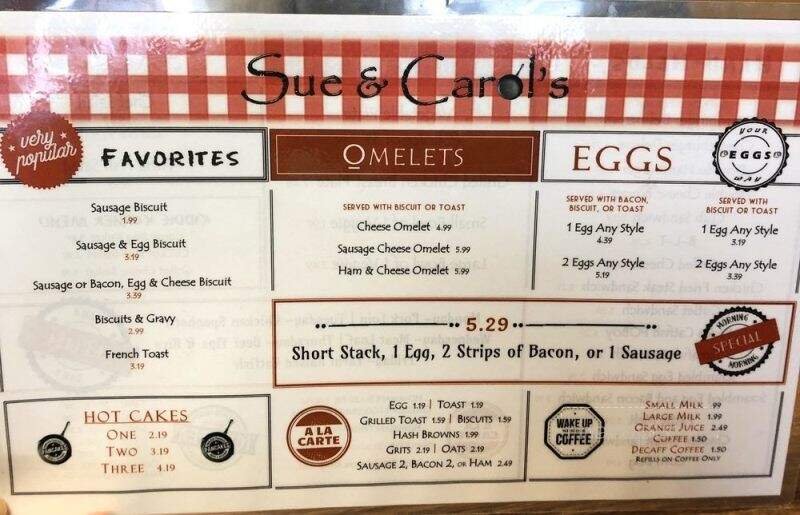 Sue & Carol's
very popular
FAVORITES
Sausage Biscuit
1.99
Sausage & Egg Biscuit
3.19
Sausage or Bacon, Egg & Cheese Biscuit
3.39
Biscuits & Gravy
2.99
French Toast
3.19
OMELETS
SERVED WITH BISCUIT OR TOAST
Cheese Omelet 4.99
Sausage Cheese Omelet 5.99
Ham & Cheese Omelet 5.99
EGGS
YOUR
EGGS
WAY
SERVED WITH BACON,
BISCUIT, OR TOAST
1 Egg Any Style
4.39
2 Eggs Any Style
5.19
SERVED WITH
BISCUIT OR TOAST
1 Egg Any Style
3.19
2 Eggs Any Style
3.39
5.29
Short Stack, 1 Egg, 2 Strips of Bacon, or 1 Sausage
MORNING
SPECIAL
MORNING
HOT CAKES
ONE 2.19
TWO 3.19
THREE 4.19
PANCAKE
PANCAKE
A LA
CARTE
EGG 1.19 | TOAST 1.19
GRILLED TOAST 1.59 | BISCUITS 1.59
HASH BROWNS 1.99
GRITS 2.19 | OATS 2.19
SAUSAGE 2, BACON 2, OR HAM 2.49
WAKE UP
COFFEE
SMALL MILK .99
LARGE MILK 1.99
ORANGE JUICE 2.49
COFFEE 1.50
DECAFF COFFEE 1.50
REFILLS ON COFFEE ONLY